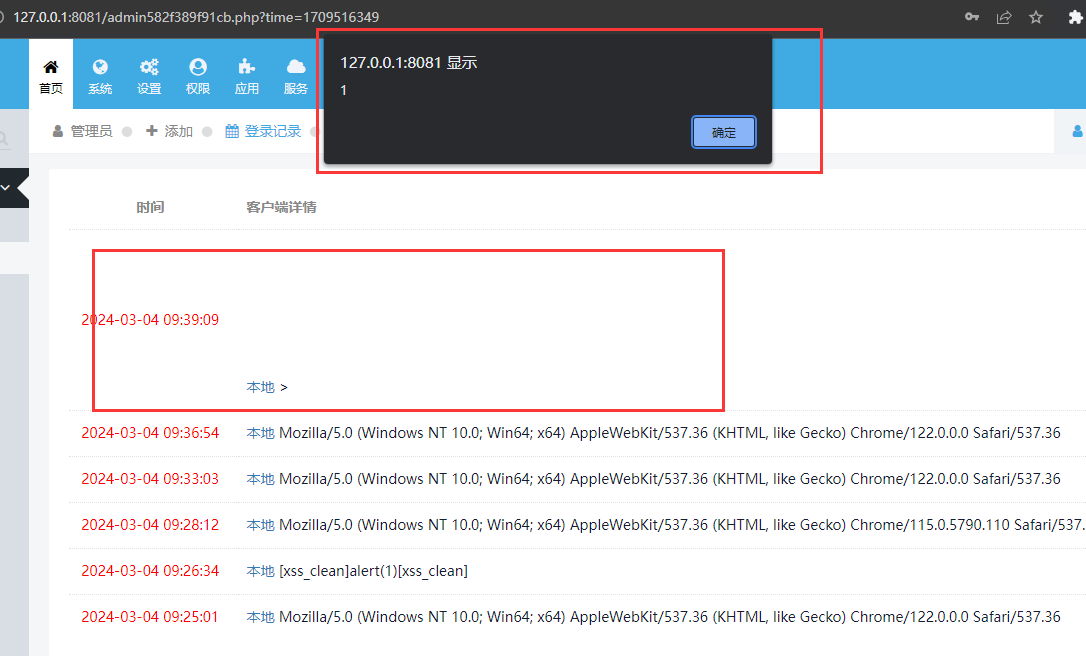 127.0.0.1:8081/admin582f389f91cb.php?time=1709516349
127.0.0.1:8081 显示
1
确定
首页 系统 设置 权限 应用 服务
管理员 添加 登录记录
时间 客户端详情
2024-03-04 09:39:09
本地 >
2024-03-04 09:36:54 本地 Mozilla/5.0 (Windows NT 10.0; Win64; x64) AppleWebKit/537.36 (KHTML, like Gecko) Chrome/122.0.0.0 Safari/537.36
2024-03-04 09:33:03 本地 Mozilla/5.0 (Windows NT 10.0; Win64; x64) AppleWebKit/537.36 (KHTML, like Gecko) Chrome/122.0.0.0 Safari/537.36
2024-03-04 09:28:12 本地 Mozilla/5.0 (Windows NT 10.0; Win64; x64) AppleWebKit/537.36 (KHTML, like Gecko) Chrome/115.0.5790.110 Safari/537.
2024-03-04 09:26:34 本地 [xss_clean]alert(1)[xss_clean]
2024-03-04 09:25:01 本地 Mozilla/5.0 (Windows NT 10.0; Win64; x64) AppleWebKit/537.36 (KHTML, like Gecko) Chrome/122.0.0.0 Safari/537.36